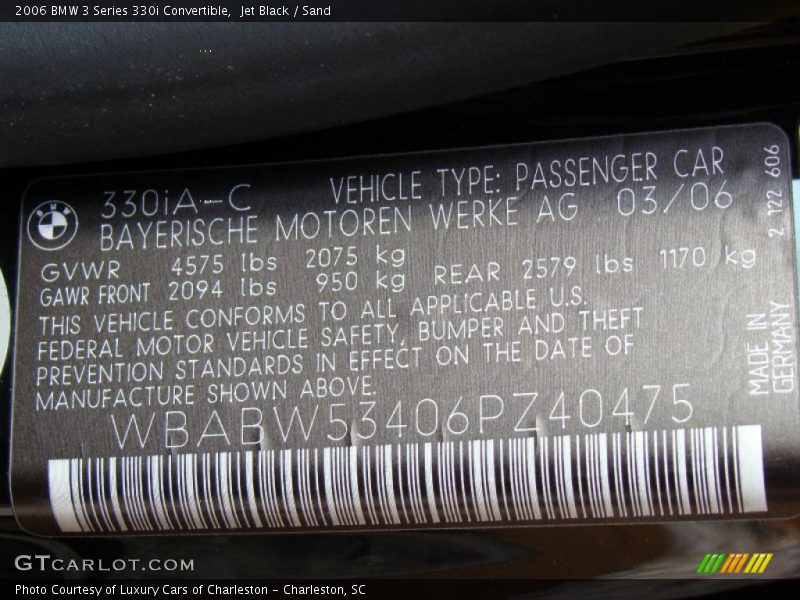 2006 BMW 3 Series 330i Convertible, Jet Black / Sand
330iA-C VEHICLE TYPE: PASSENGER CAR
BAYERISCHE MOTOREN WERKE AG 03/06
GVWR 4575 lbs 2075 kg
GAWR FRONT 2094 lbs 950 kg REAR 2579 lbs 1170 kg
THIS VEHICLE CONFORMS TO ALL APPLICABLE U.S.
FEDERAL MOTOR VEHICLE SAFETY, BUMPER AND THEFT
PREVENTION STANDARDS IN EFFECT ON THE DATE OF
MANUFACTURE SHOWN ABOVE.
WBABW53406PZ40475
2 122 606
MADE IN
GERMANY
GTCARLOT.COM
Photo Courtesy of Luxury Cars of Charleston - Charleston, SC